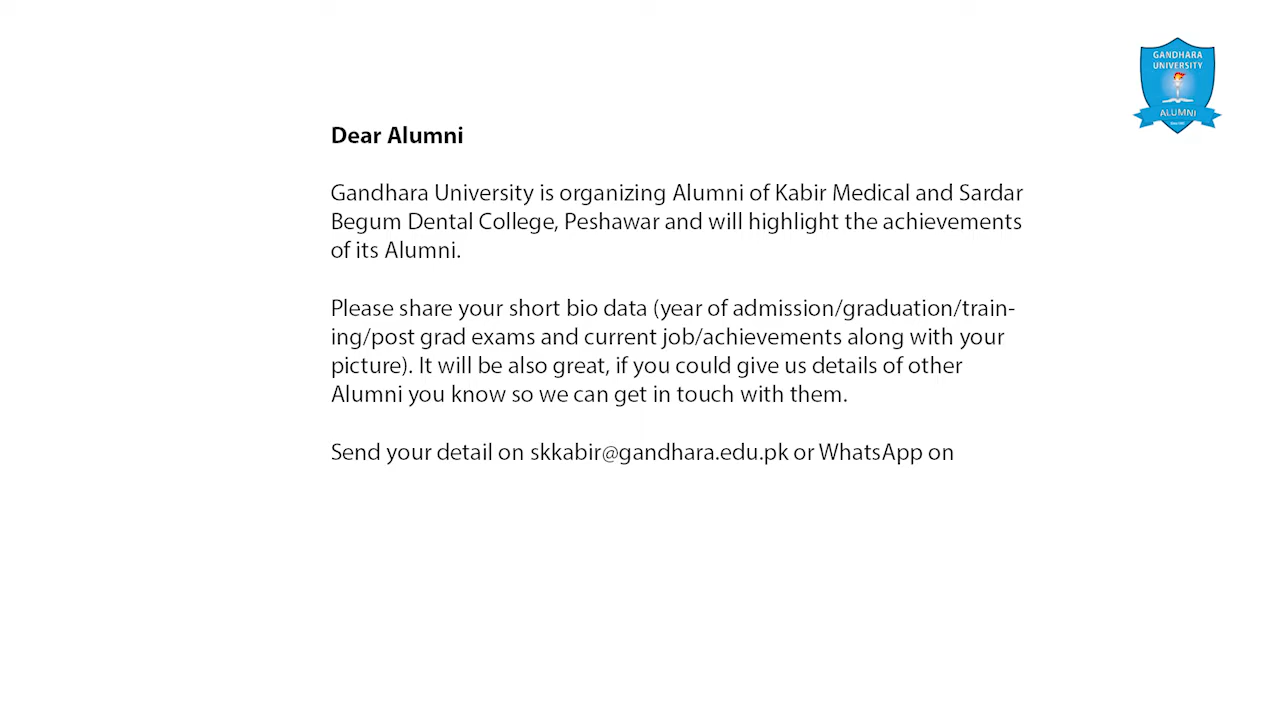 GANDHARA
UNIVERSITY
ALUMNI
Dear Alumni
Gandhara University is organizing Alumni of Kabir Medical and Sardar
Begum Dental College, Peshawar and will highlight the achievements
of its Alumni.
Please share your short bio data (year of admission/graduation/train-
ing/post grad exams and current job/achievements along with your
picture). It will be also great, if you could give us details of other
Alumni you know so we can get in touch with them.
Send your detail on skkabir@gandhara.edu.pk or WhatsApp on